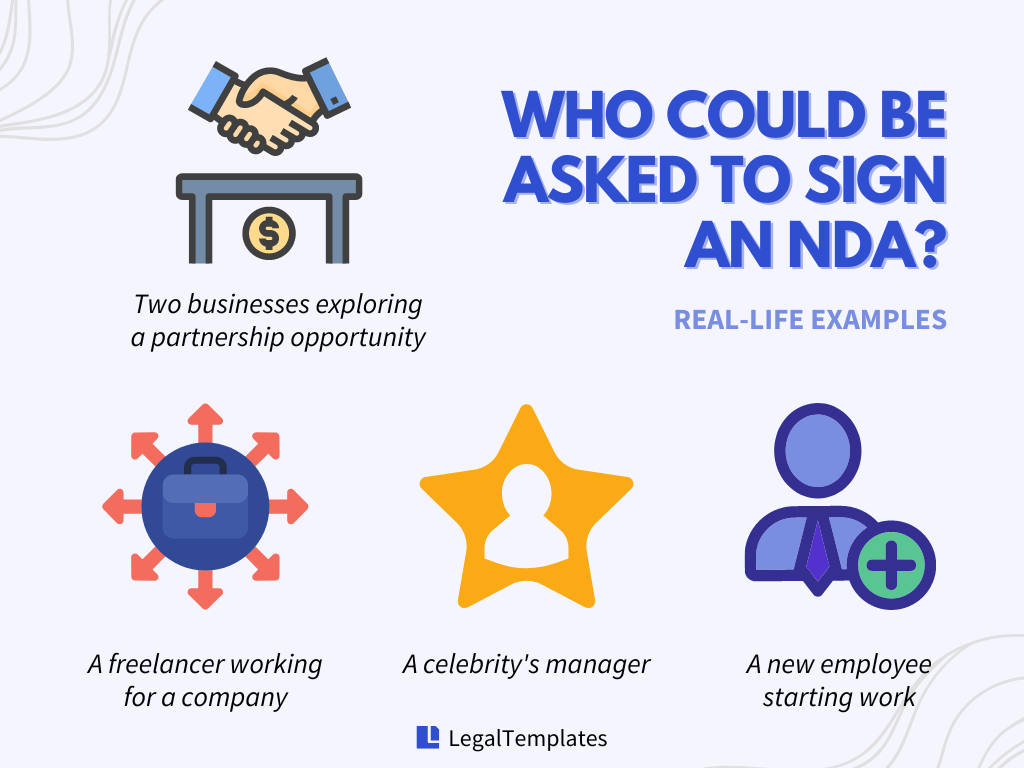 WHO COULD BE
ASKED TO SIGN
AN NDA?
REAL-LIFE EXAMPLES
$
Two businesses exploring
a partnership opportunity
A freelancer working
for a company
A celebrity's manager
A new employee
starting work
LegalTemplates